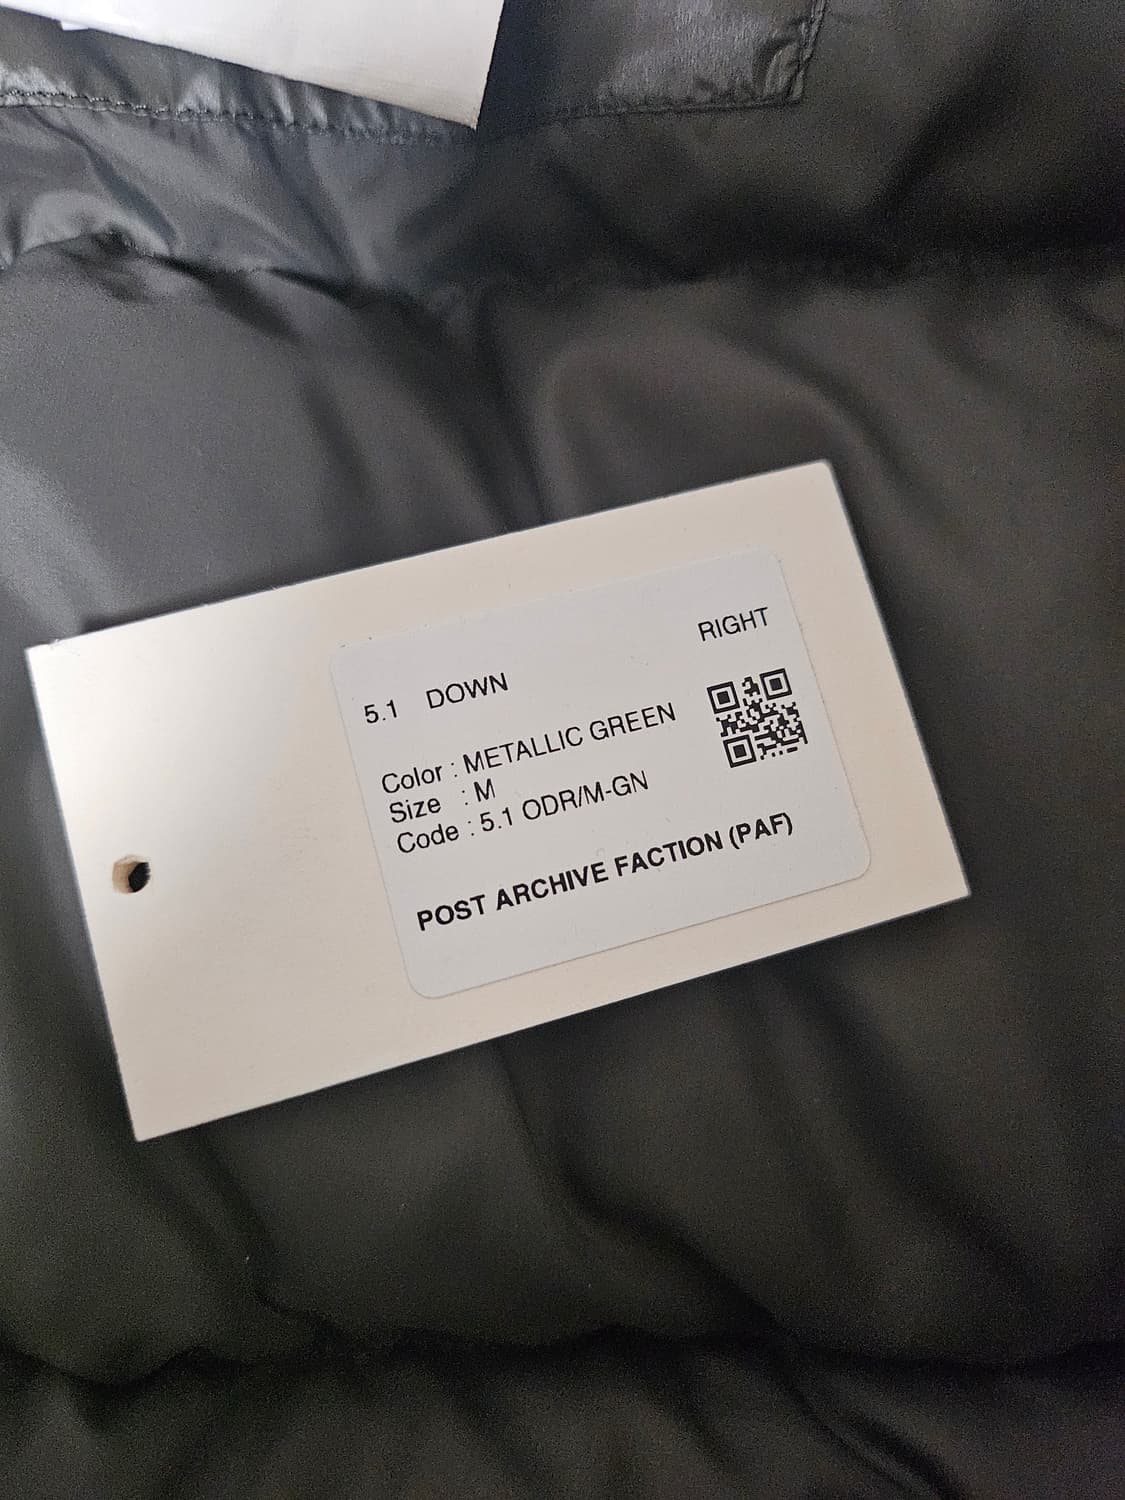 RIGHT
5.1 DOWN
Color : METALLIC GREEN
Size : M
Code : 5.1 ODR/M-GN
POST ARCHIVE FACTION (PAF)